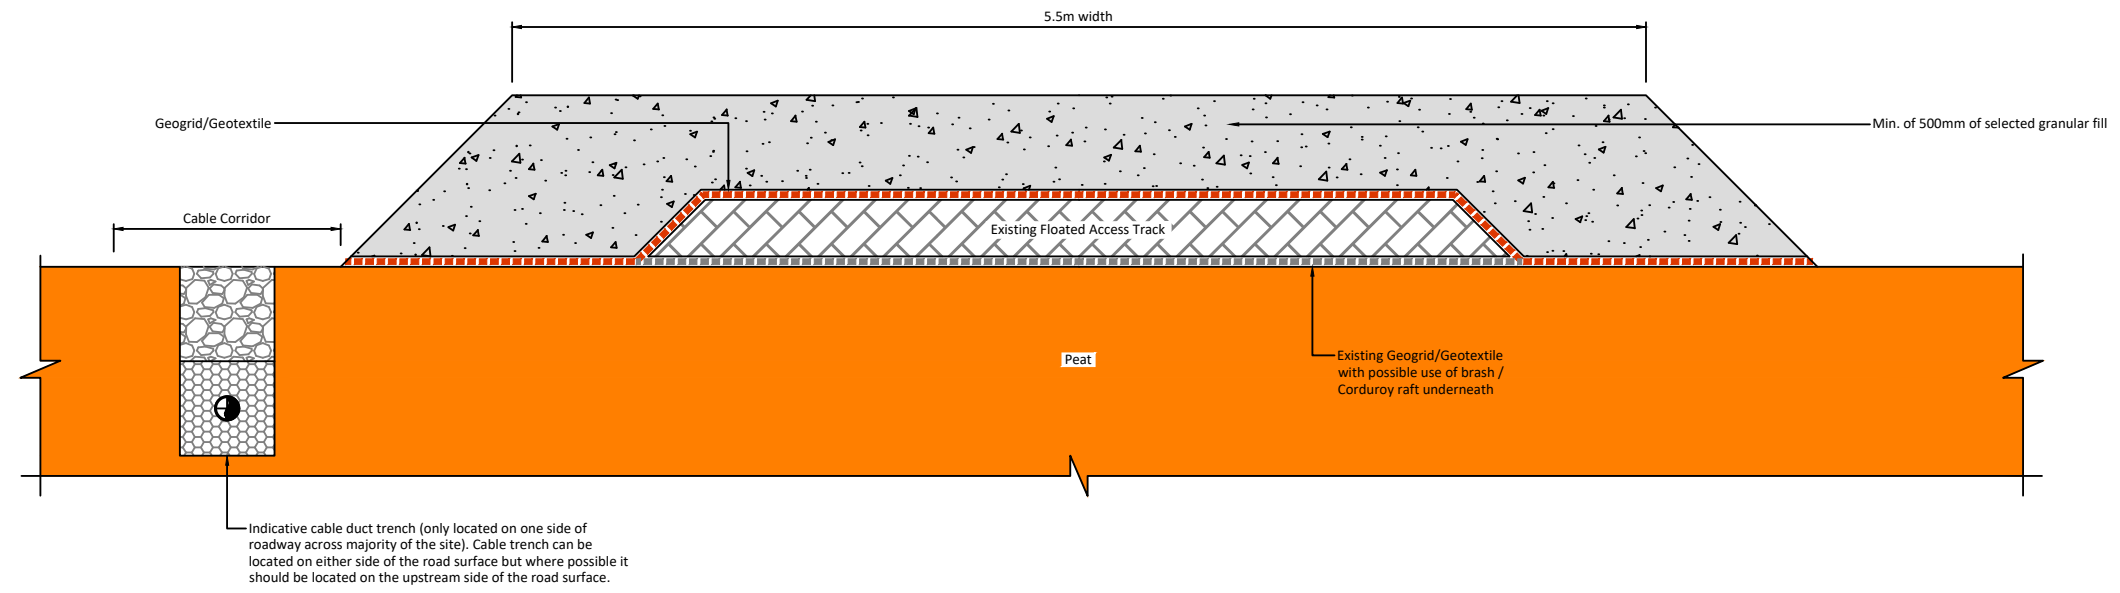 5.5m width
Geogrid/Geotextile
Min. of 500mm of selected granular fill
Cable Corridor
Existing Floated Access Track
Peat
Existing Geogrid/Geotextile
with possible use of brash /
Corduroy raft underneath
Indicative cable duct trench (only located on one side of
roadway across majority of the site). Cable trench can be
located on either side of the road surface but where possible it
should be located on the upstream side of the road surface.